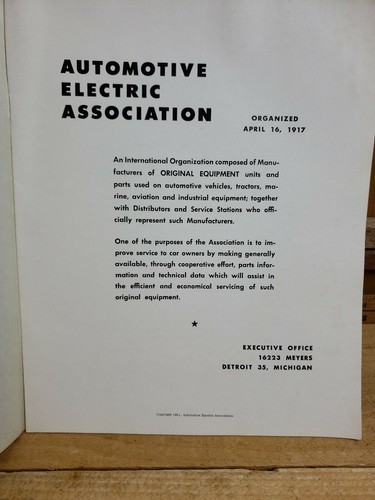 AUTOMOTIVE
ELECTRIC
ASSOCIATION
ORGANIZED
APRIL 16, 1917
An International Organization composed of Manu-
facturers of ORIGINAL EQUIPMENT units and
parts used on automotive vehicles, tractors, ma-
rine, aviation and industrial equipment; together
with Distributors and Service Stations who offi-
cially represent such Manufacturers.
One of the purposes of the Association is to im-
prove service to car owners by making generally
available, through cooperative effort, parts infor-
mation and technical data which will assist in
the efficient and economical servicing of such
original equipment.
★
EXECUTIVE OFFICE
16223 MEYERS
DETROIT 35, MICHIGAN
Copyright Automotive Electric Association